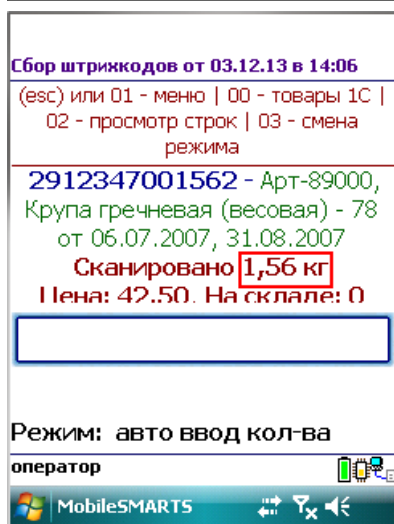 Сбор штрихкодов от 03.12.13 в 14:06
(esc) или 01 - меню | 00 - товары 1С |
02 - просмотр строк | 03 - смена
режима
2912347001562 - Арт-89000,
Крупа гречневая (весовая) - 78
от 06.07.2007, 31.08.2007
Сканировано 1,56 кг
Цена: 42.50. На складе: 0
Режим: авто ввод кол-ва
оператор
MobileSMARTS